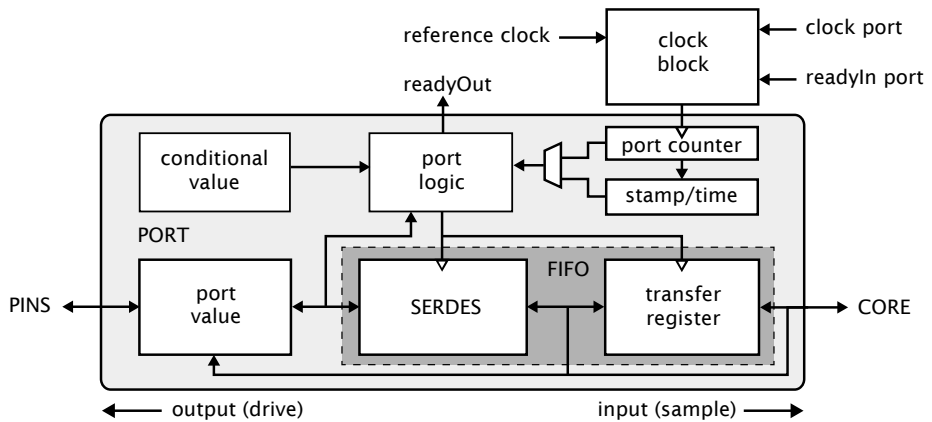 reference clock
clock
block
clock port
readyIn port
readyOut
conditional
value
port
logic
port counter
stamp/time
PORT
FIFO
PINS
port
value
SERDES
transfer
register
CORE
output (drive)
input (sample)